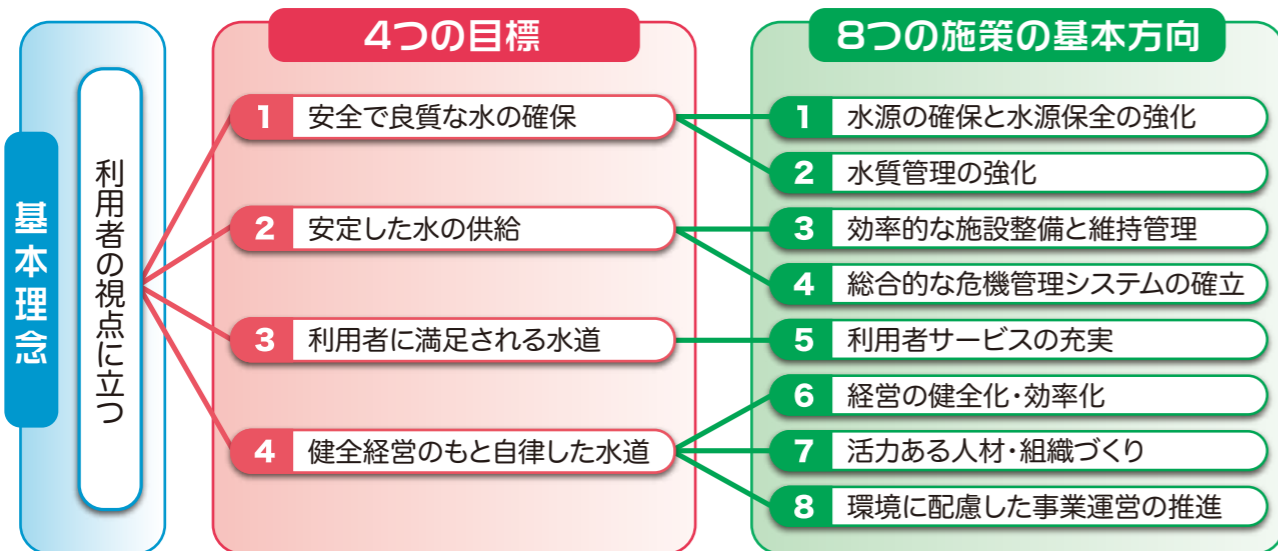 基本理念
利用者の視点に立つ
4つの目標
1 安全で良質な水の確保
2 安定した水の供給
3 利用者に満足される水道
4 健全経営のもと自律した水道
8つの施策の基本方向
1 水源の確保と水源保全の強化
2 水質管理の強化
3 効率的な施設整備と維持管理
4 総合的な危機管理システムの確立
5 利用者サービスの充実
6 経営の健全化・効率化
7 活力ある人材・組織づくり
8 環境に配慮した事業運営の推進